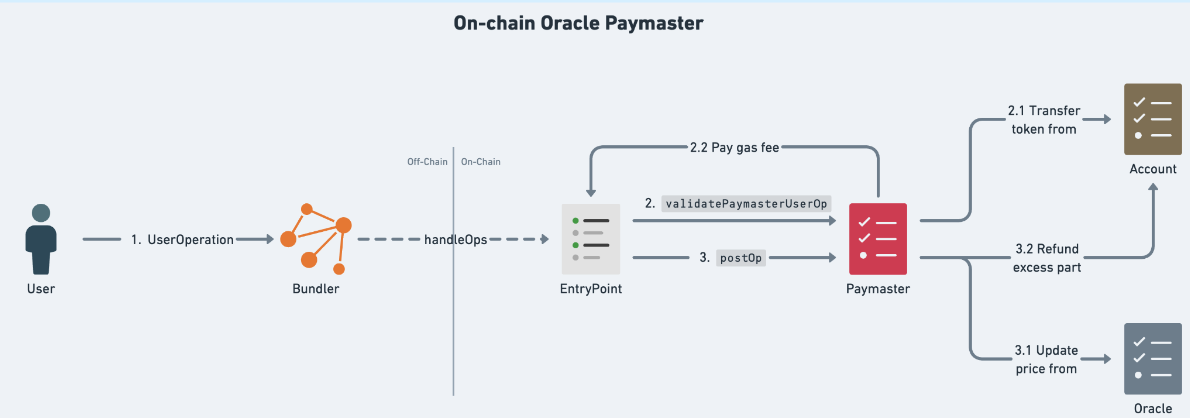 On-chain Oracle Paymaster
2.1 Transfer
token from
Account
Off-Chain
On-Chain
2.2 Pay gas fee
2. validatePaymasterUserOp
1. UserOperation
handleOps
3. postOp
3.2 Refund
excess part
User
Bundler
EntryPoint
Paymaster
3.1 Update
price from
Oracle